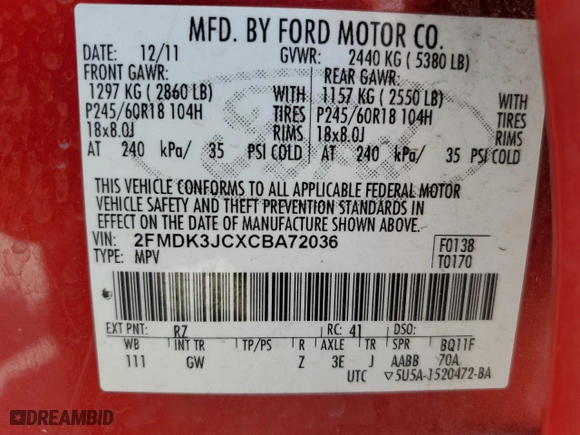 MFD. BY FORD MOTOR CO.
DATE: 12/11 GVWR: 2440 KG ( 5380 LB)
FRONT GAWR: REAR GAWR:
1297 KG ( 2860 LB) WITH 1157 KG ( 2550 LB) WITH
P245/60R18 104H TIRES P245/60R18 104H TIRES
18x8.0J RIMS 18x8.0J RIMS
AT 240 kPa/ 35 PSI COLD AT 240 kPa/ 35 PSI COLD
Ford
THIS VEHICLE CONFORMS TO ALL APPLICABLE FEDERAL MOTOR
VEHICLE SAFETY AND THEFT PREVENTION STANDARDS IN
EFFECT ON THE DATE OF MANUFACTURE SHOWN ABOVE.
VIN: 2FMDK3JCXCBA72036 F0138
TYPE: MPV T0170
EXT PNT: RZ RC: 41 DSO:
WB INT TR TP/PS R AXLE TR SPR BQ11F
111 GW Z 3E J AABB 70A
UTC ▽5U5A-1520472-BA
DREAMBID